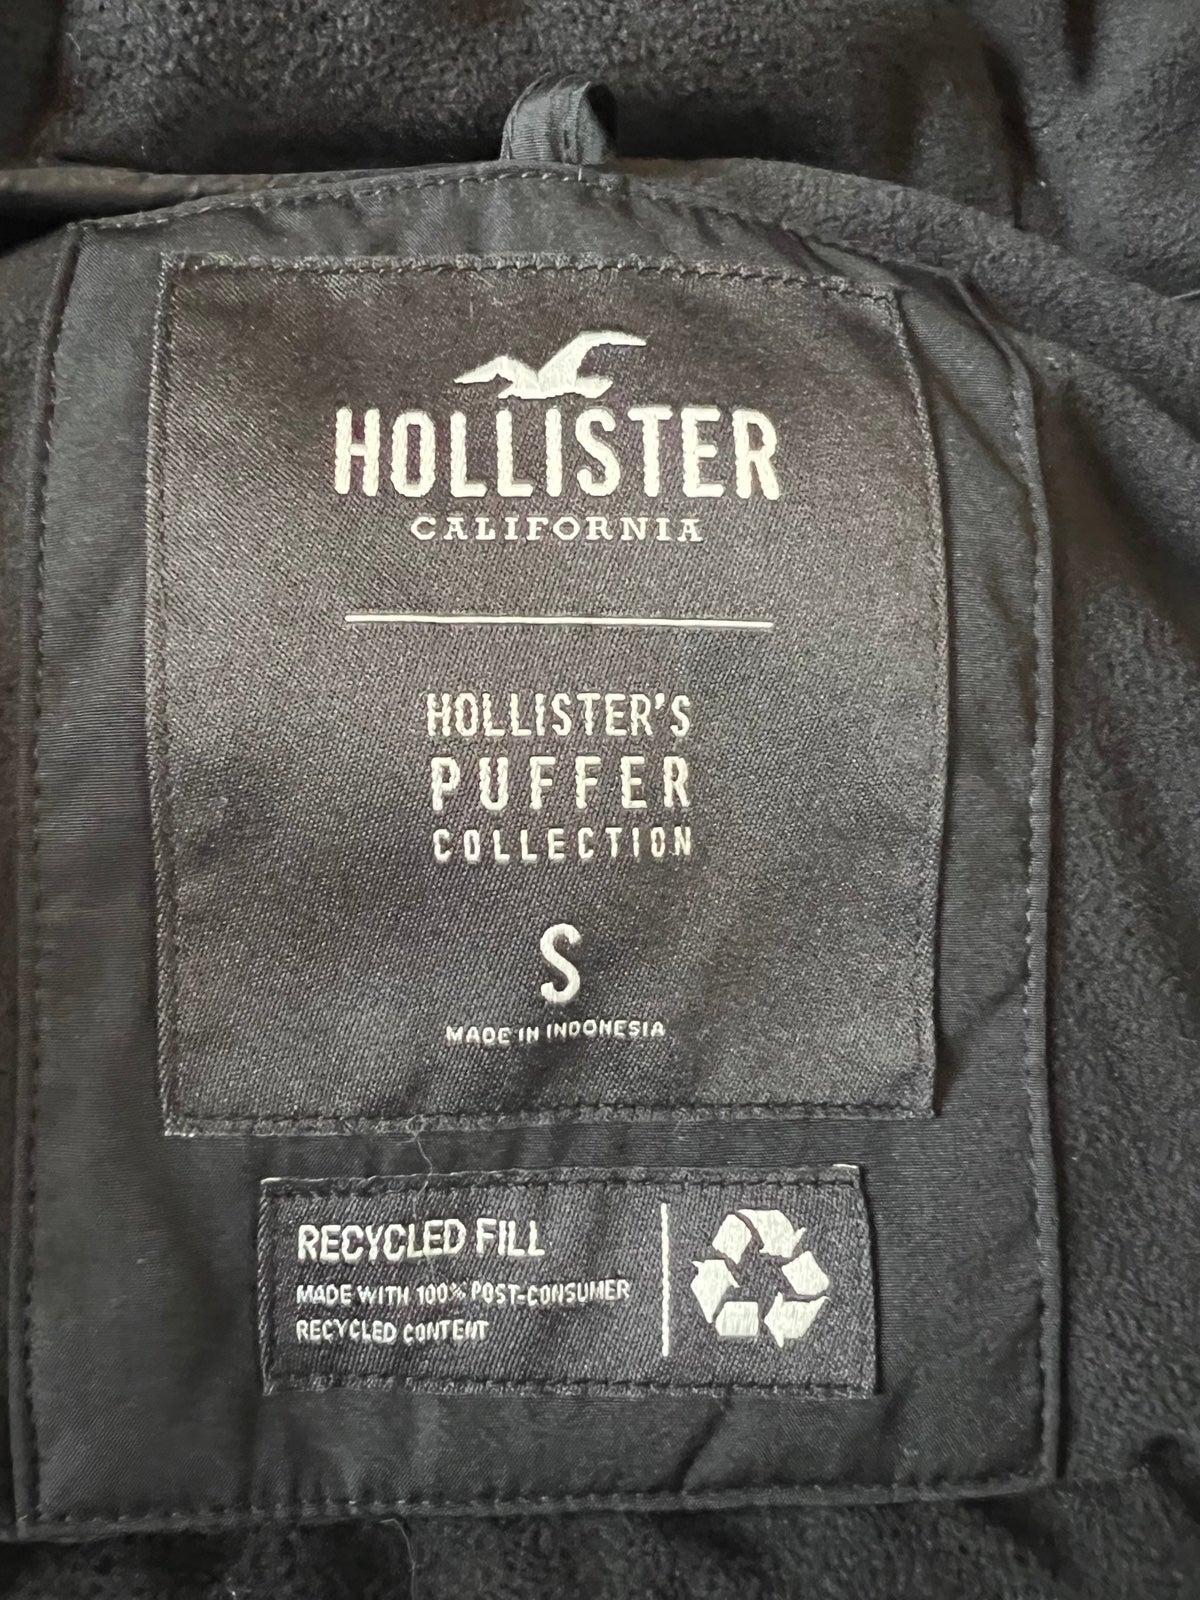 HOLLISTER
CALIFORNIA
HOLLISTER'S
PUFFER
COLLECTION
S
MADE IN INDONESIA
RECYCLED FILL
MADE WITH 100% POST-CONSUMER
RECYCLED CONTENT